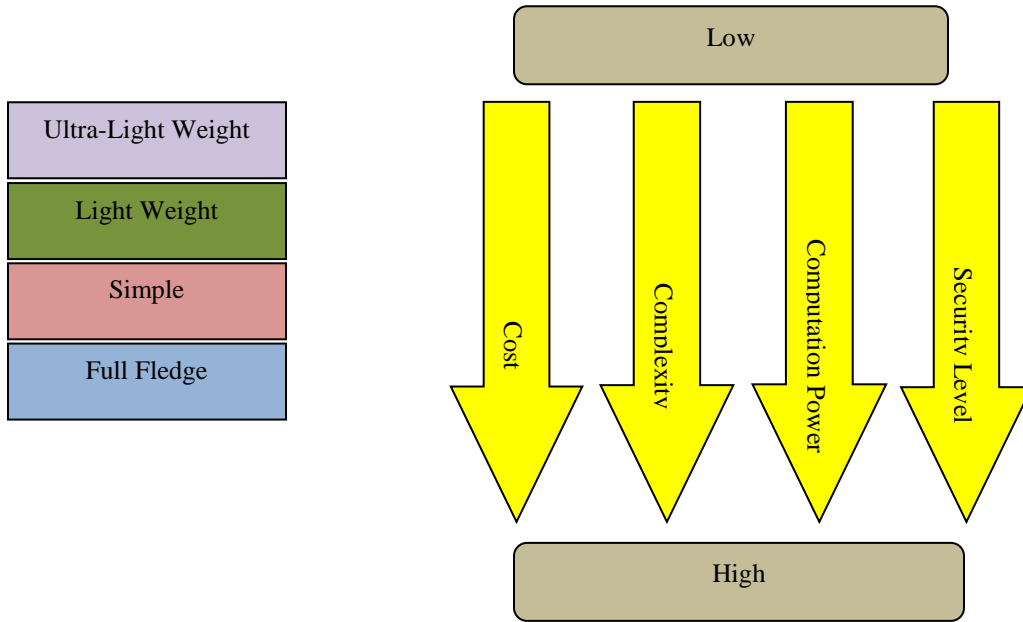 Low
Ultra-Light Weight
Light Weight
Simple
Full Fledge
Cost
Complexity
Computation Power
Security Level
High